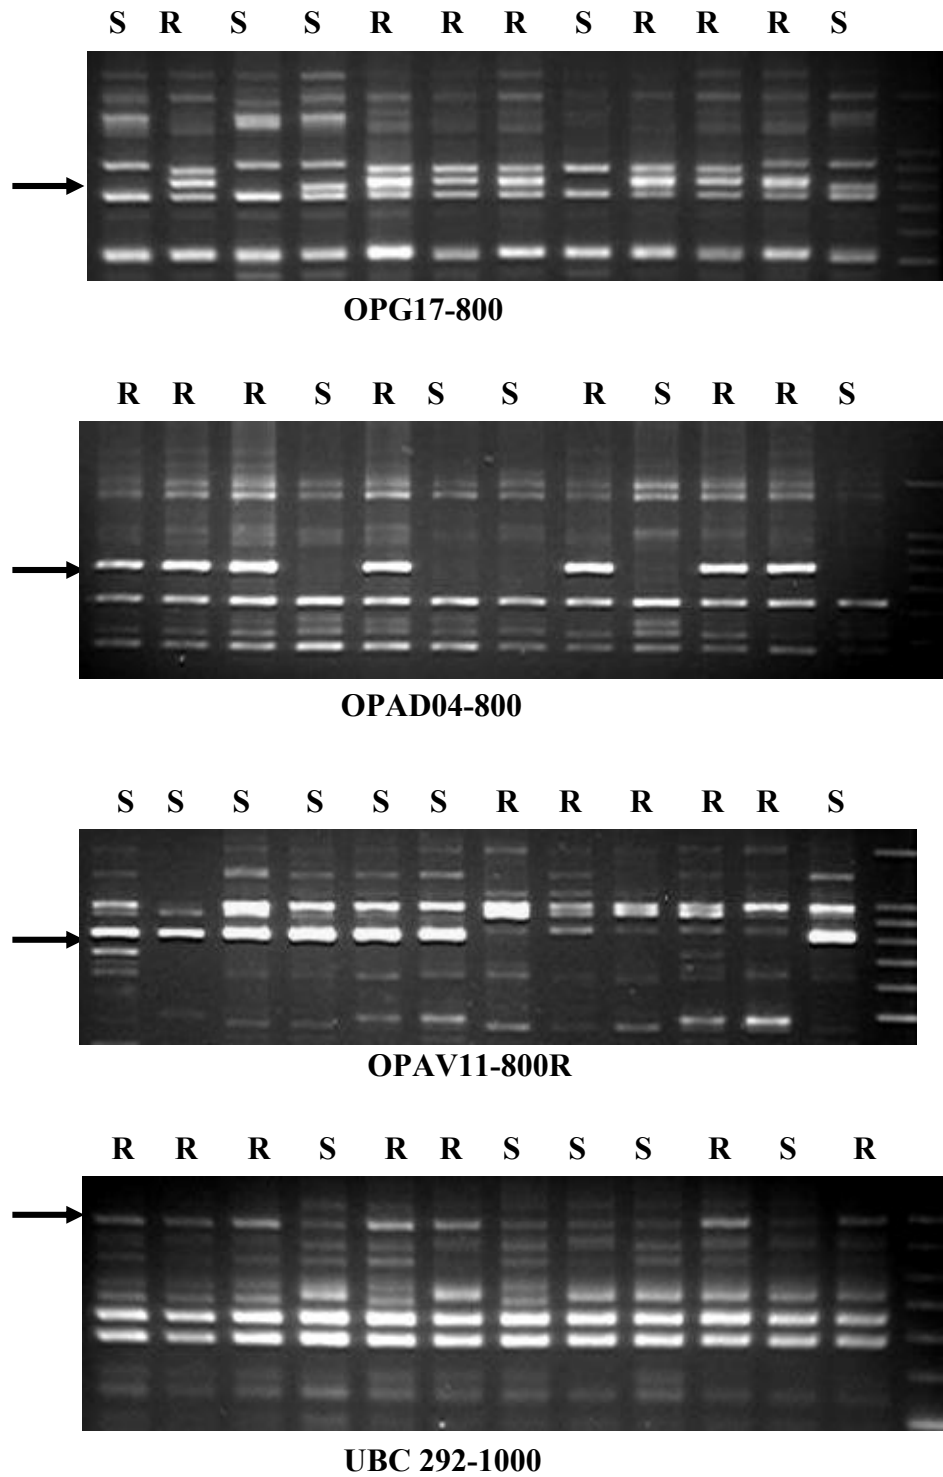 S R S S R R R S R R R S
OPG17-800
R R R S R S S R S R R S
OPAD04-800
S S S S S S R R R R R S
OPAV11-800R
R R R S R R S S S R S R
UBC 292-1000